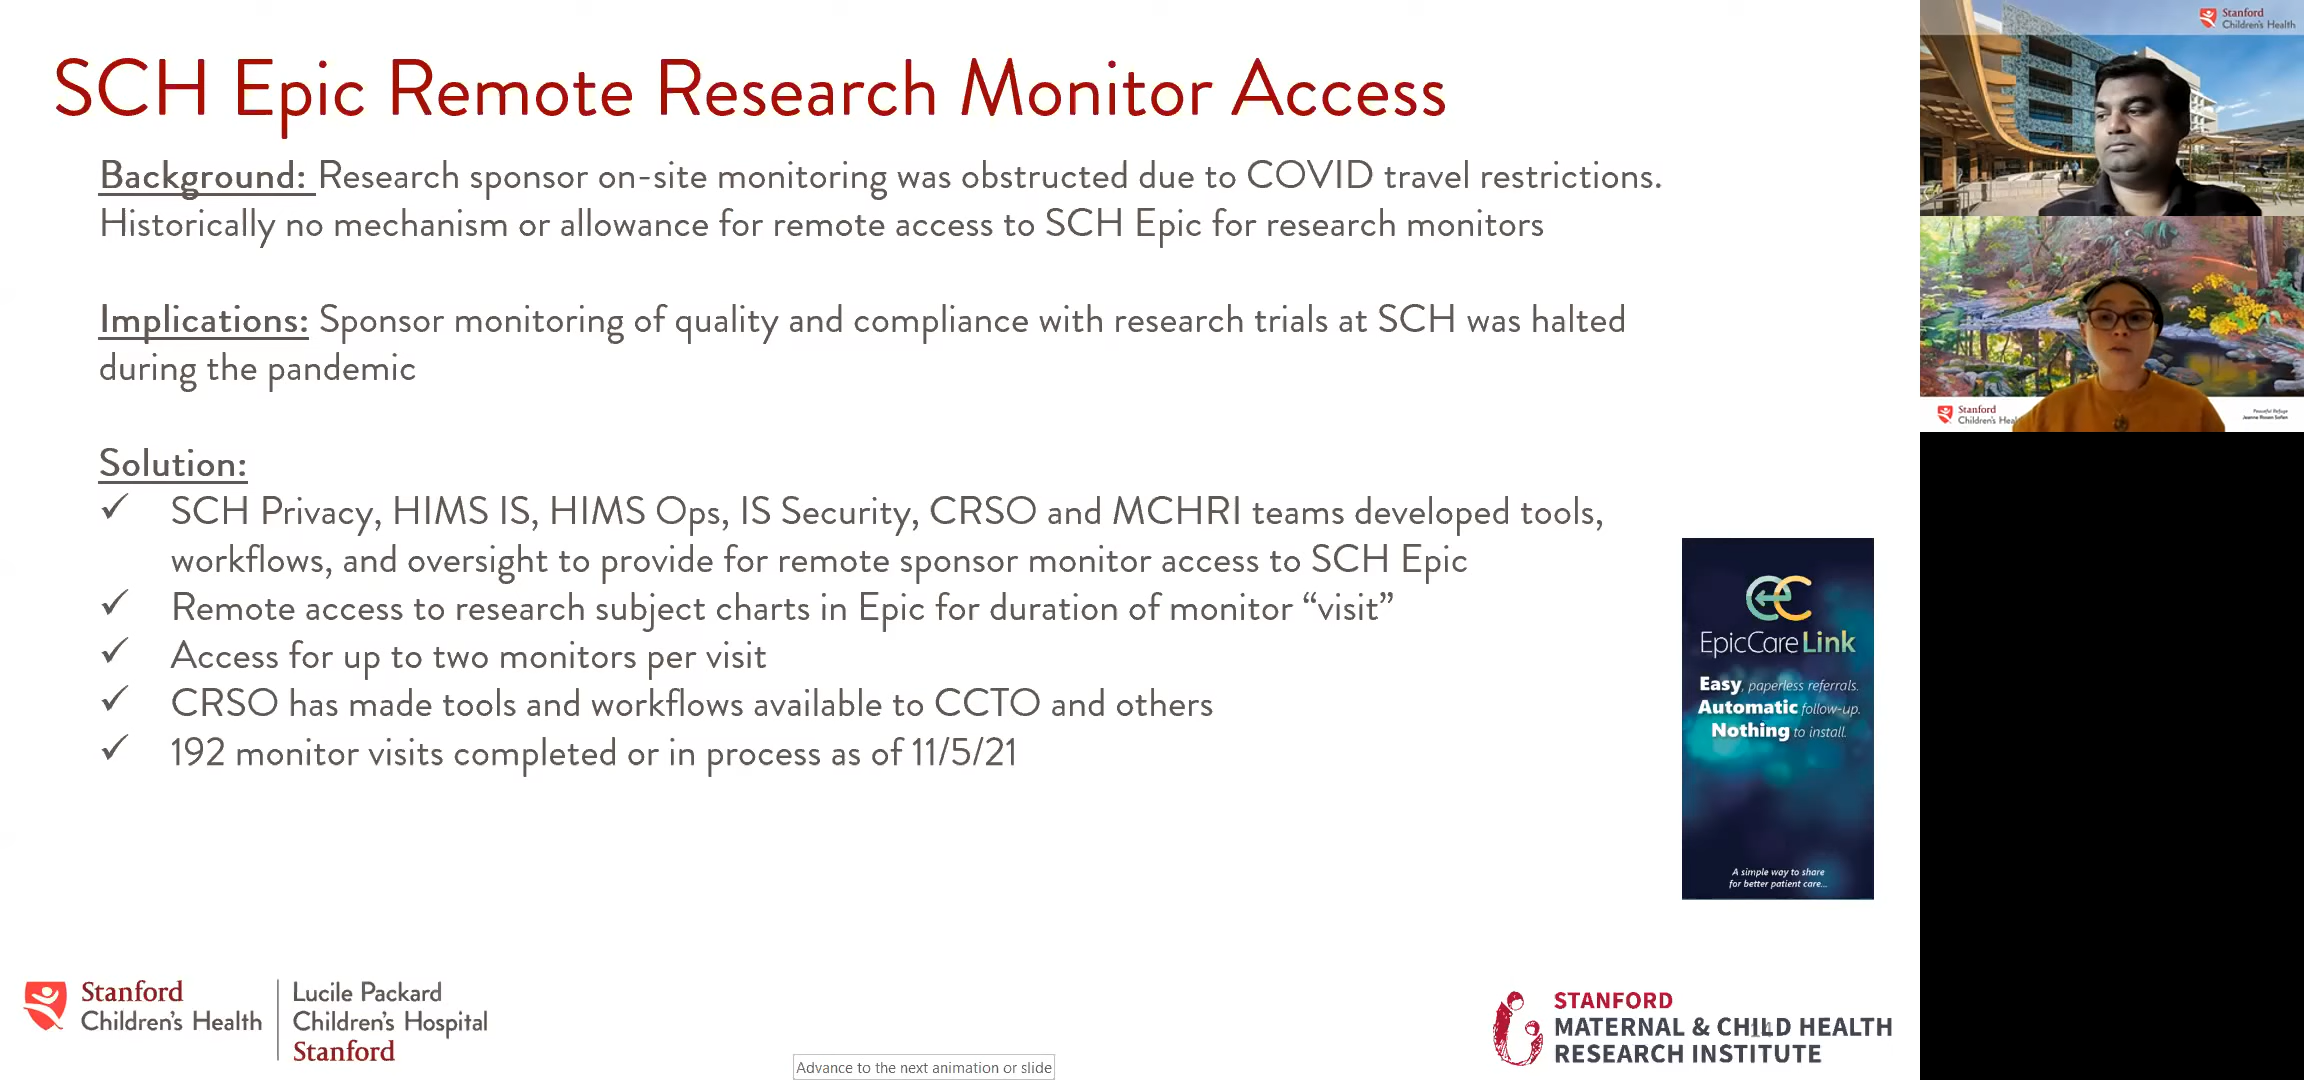 SCH Epic Remote Research Monitor Access
Background: Research sponsor on-site monitoring was obstructed due to COVID travel restrictions.
Historically no mechanism or allowance for remote access to SCH Epic for research monitors
Implications: Sponsor monitoring of quality and compliance with research trials at SCH was halted
during the pandemic
Solution:
✓ SCH Privacy, HIMS IS, HIMS Ops, IS Security, CRSO and MCHRI teams developed tools,
workflows, and oversight to provide for remote sponsor monitor access to SCH Epic
✓ Remote access to research subject charts in Epic for duration of monitor “visit”
✓ Access for up to two monitors per visit
✓ CRSO has made tools and workflows available to CCTO and others
✓ 192 monitor visits completed or in process as of 11/5/21
EpicCare Link
Easy, paperless referrals.
Automatic follow-up.
Nothing to install.
A simple way to share
for better patient care...
Stanford
Children's Health
Lucile Packard
Children's Hospital
Stanford
STANFORD
MATERNAL & CHILD HEALTH
RESEARCH INSTITUTE
14
Advance to the next animation or slide
Stanford
Children's Health
Stanford
Children's Hea
Peaceful Refuge